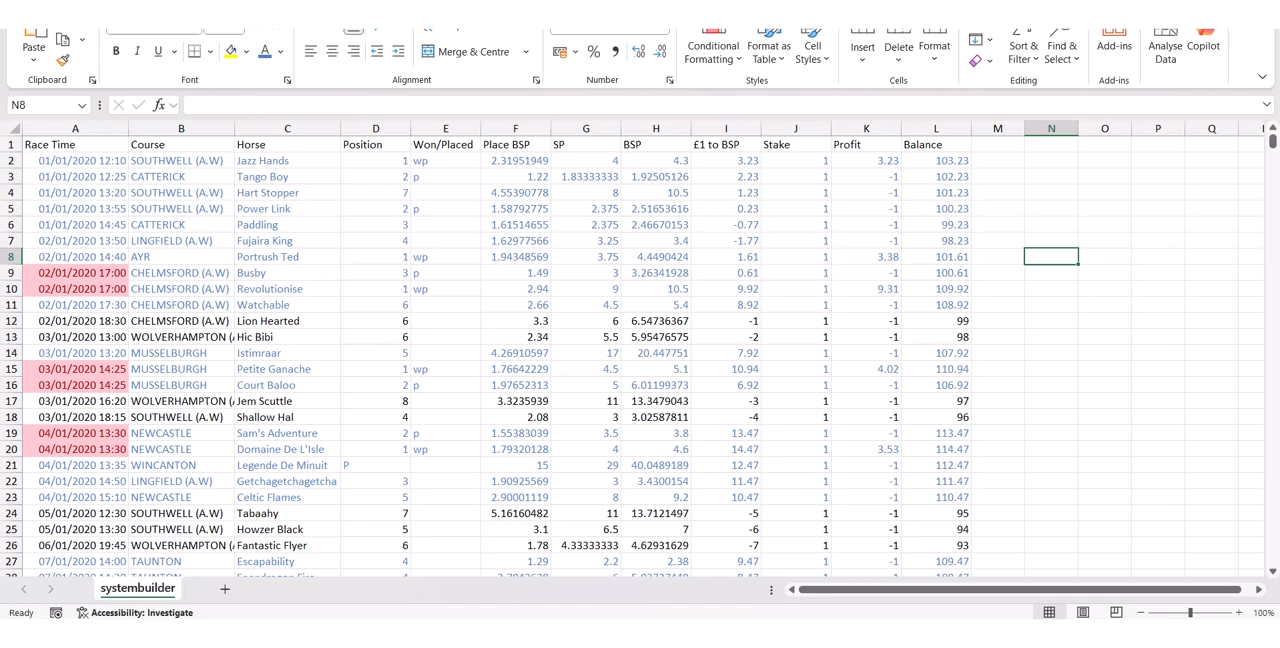 Paste B I U A Merge & Centre % , Conditional Formatting Format as Table Cell Styles Insert Delete Format Sort & Filter Find & Select Add-ins Analyse Data Copilot
Clipboard Font Alignment Number Styles Cells Editing Add-ins
N8 fx
A B C D E F G H I J K L M N O P Q
1 Race Time Course Horse Position Won/Placed Place BSP SP BSP £1 to BSP Stake Profit Balance
2 01/01/2020 12:10 SOUTHWELL (A.W) Jazz Hands 1 wp 2.31951949 4 4.3 3.23 1 3.23 103.23
3 01/01/2020 12:25 CATTERICK Tango Boy 2 p 1.22 1.83333333 1.92505126 2.23 1 -1 102.23
4 01/01/2020 13:20 SOUTHWELL (A.W) Hart Stopper 7 4.55390778 8 10.5 1.23 1 -1 101.23
5 01/01/2020 13:55 SOUTHWELL (A.W) Power Link 2 p 1.58792775 2.375 2.51653616 0.23 1 -1 100.23
6 01/01/2020 14:45 CATTERICK Paddling 3 1.61514655 2.375 2.46670153 -0.77 1 -1 99.23
7 02/01/2020 13:50 LINGFIELD (A.W) Fujaira King 4 1.62977566 3.25 3.4 -1.77 1 -1 98.23
8 02/01/2020 14:40 AYR Portrush Ted 1 wp 1.94348569 3.75 4.4490424 1.61 1 3.38 101.61
9 02/01/2020 17:00 CHELMSFORD (A.W) Busby 3 p 1.49 3 3.26341928 0.61 1 -1 100.61
10 02/01/2020 17:00 CHELMSFORD (A.W) Revolutionise 1 wp 2.94 9 10.5 9.92 1 9.31 109.92
11 02/01/2020 17:30 CHELMSFORD (A.W) Watchable 6 2.66 4.5 5.4 8.92 1 -1 108.92
12 02/01/2020 18:30 CHELMSFORD (A.W) Lion Hearted 6 3.3 6 6.54736367 -1 1 -1 99
13 03/01/2020 13:00 WOLVERHAMPTON (A Hic Bibi 6 2.34 5.5 5.95476575 -2 1 -1 98
14 03/01/2020 13:20 MUSSELBURGH Istimraar 5 4.26910597 17 20.447751 7.92 1 -1 107.92
15 03/01/2020 14:25 MUSSELBURGH Petite Ganache 1 wp 1.76642229 4.5 5.1 10.94 1 4.02 110.94
16 03/01/2020 14:25 MUSSELBURGH Court Baloo 2 p 1.97652313 5 6.01199373 6.92 1 -1 106.92
17 03/01/2020 16:20 WOLVERHAMPTON (A Jem Scuttle 8 3.3235939 11 13.3479043 -3 1 -1 97
18 03/01/2020 18:15 SOUTHWELL (A.W) Shallow Hal 4 2.08 3 3.02587811 -4 1 -1 96
19 04/01/2020 13:30 NEWCASTLE Sam's Adventure 2 p 1.55383039 3.5 3.8 13.47 1 -1 113.47
20 04/01/2020 13:30 NEWCASTLE Domaine De L'Isle 1 wp 1.79320128 4 4.6 14.47 1 3.53 114.47
21 04/01/2020 13:35 WINCANTON Legende De Minuit P 15 29 40.0489189 12.47 1 -1 112.47
22 04/01/2020 14:50 LINGFIELD (A.W) Getchagetchagetcha 3 1.90925569 3 3.4300154 11.47 1 -1 111.47
23 04/01/2020 15:10 NEWCASTLE Celtic Flames 5 2.90001119 8 9.2 10.47 1 -1 110.47
24 05/01/2020 12:30 SOUTHWELL (A.W) Tabaahy 7 5.16160482 11 13.7121497 -5 1 -1 95
25 05/01/2020 13:30 SOUTHWELL (A.W) Howzer Black 5 3.1 6.5 7 -6 1 -1 94
26 06/01/2020 19:45 WOLVERHAMPTON (A Fantastic Flyer 6 1.78 4.33333333 4.62931629 -7 1 -1 93
27 07/01/2020 14:00 TAUNTON Escapability 4 1.29 2.2 2.38 9.47 1 -1 109.47
systembuilder
Ready Accessibility: Investigate 100%